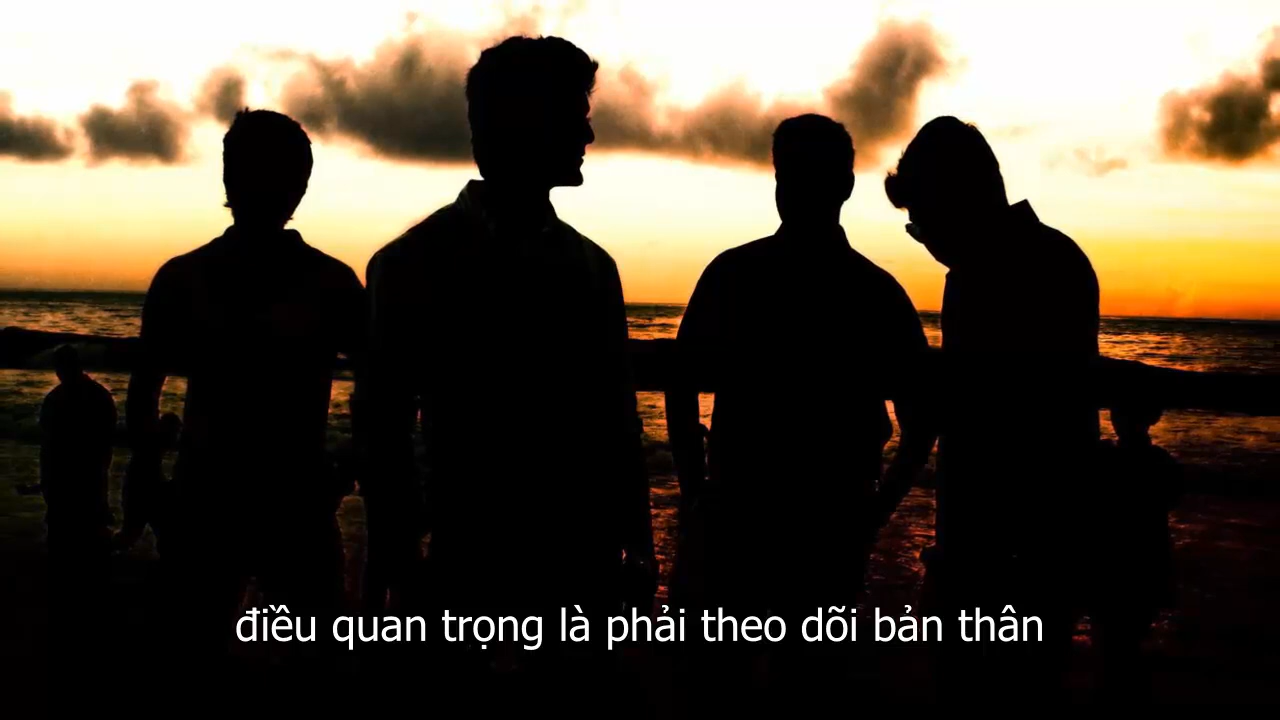 điều quan trọng là phải theo dõi bản thân